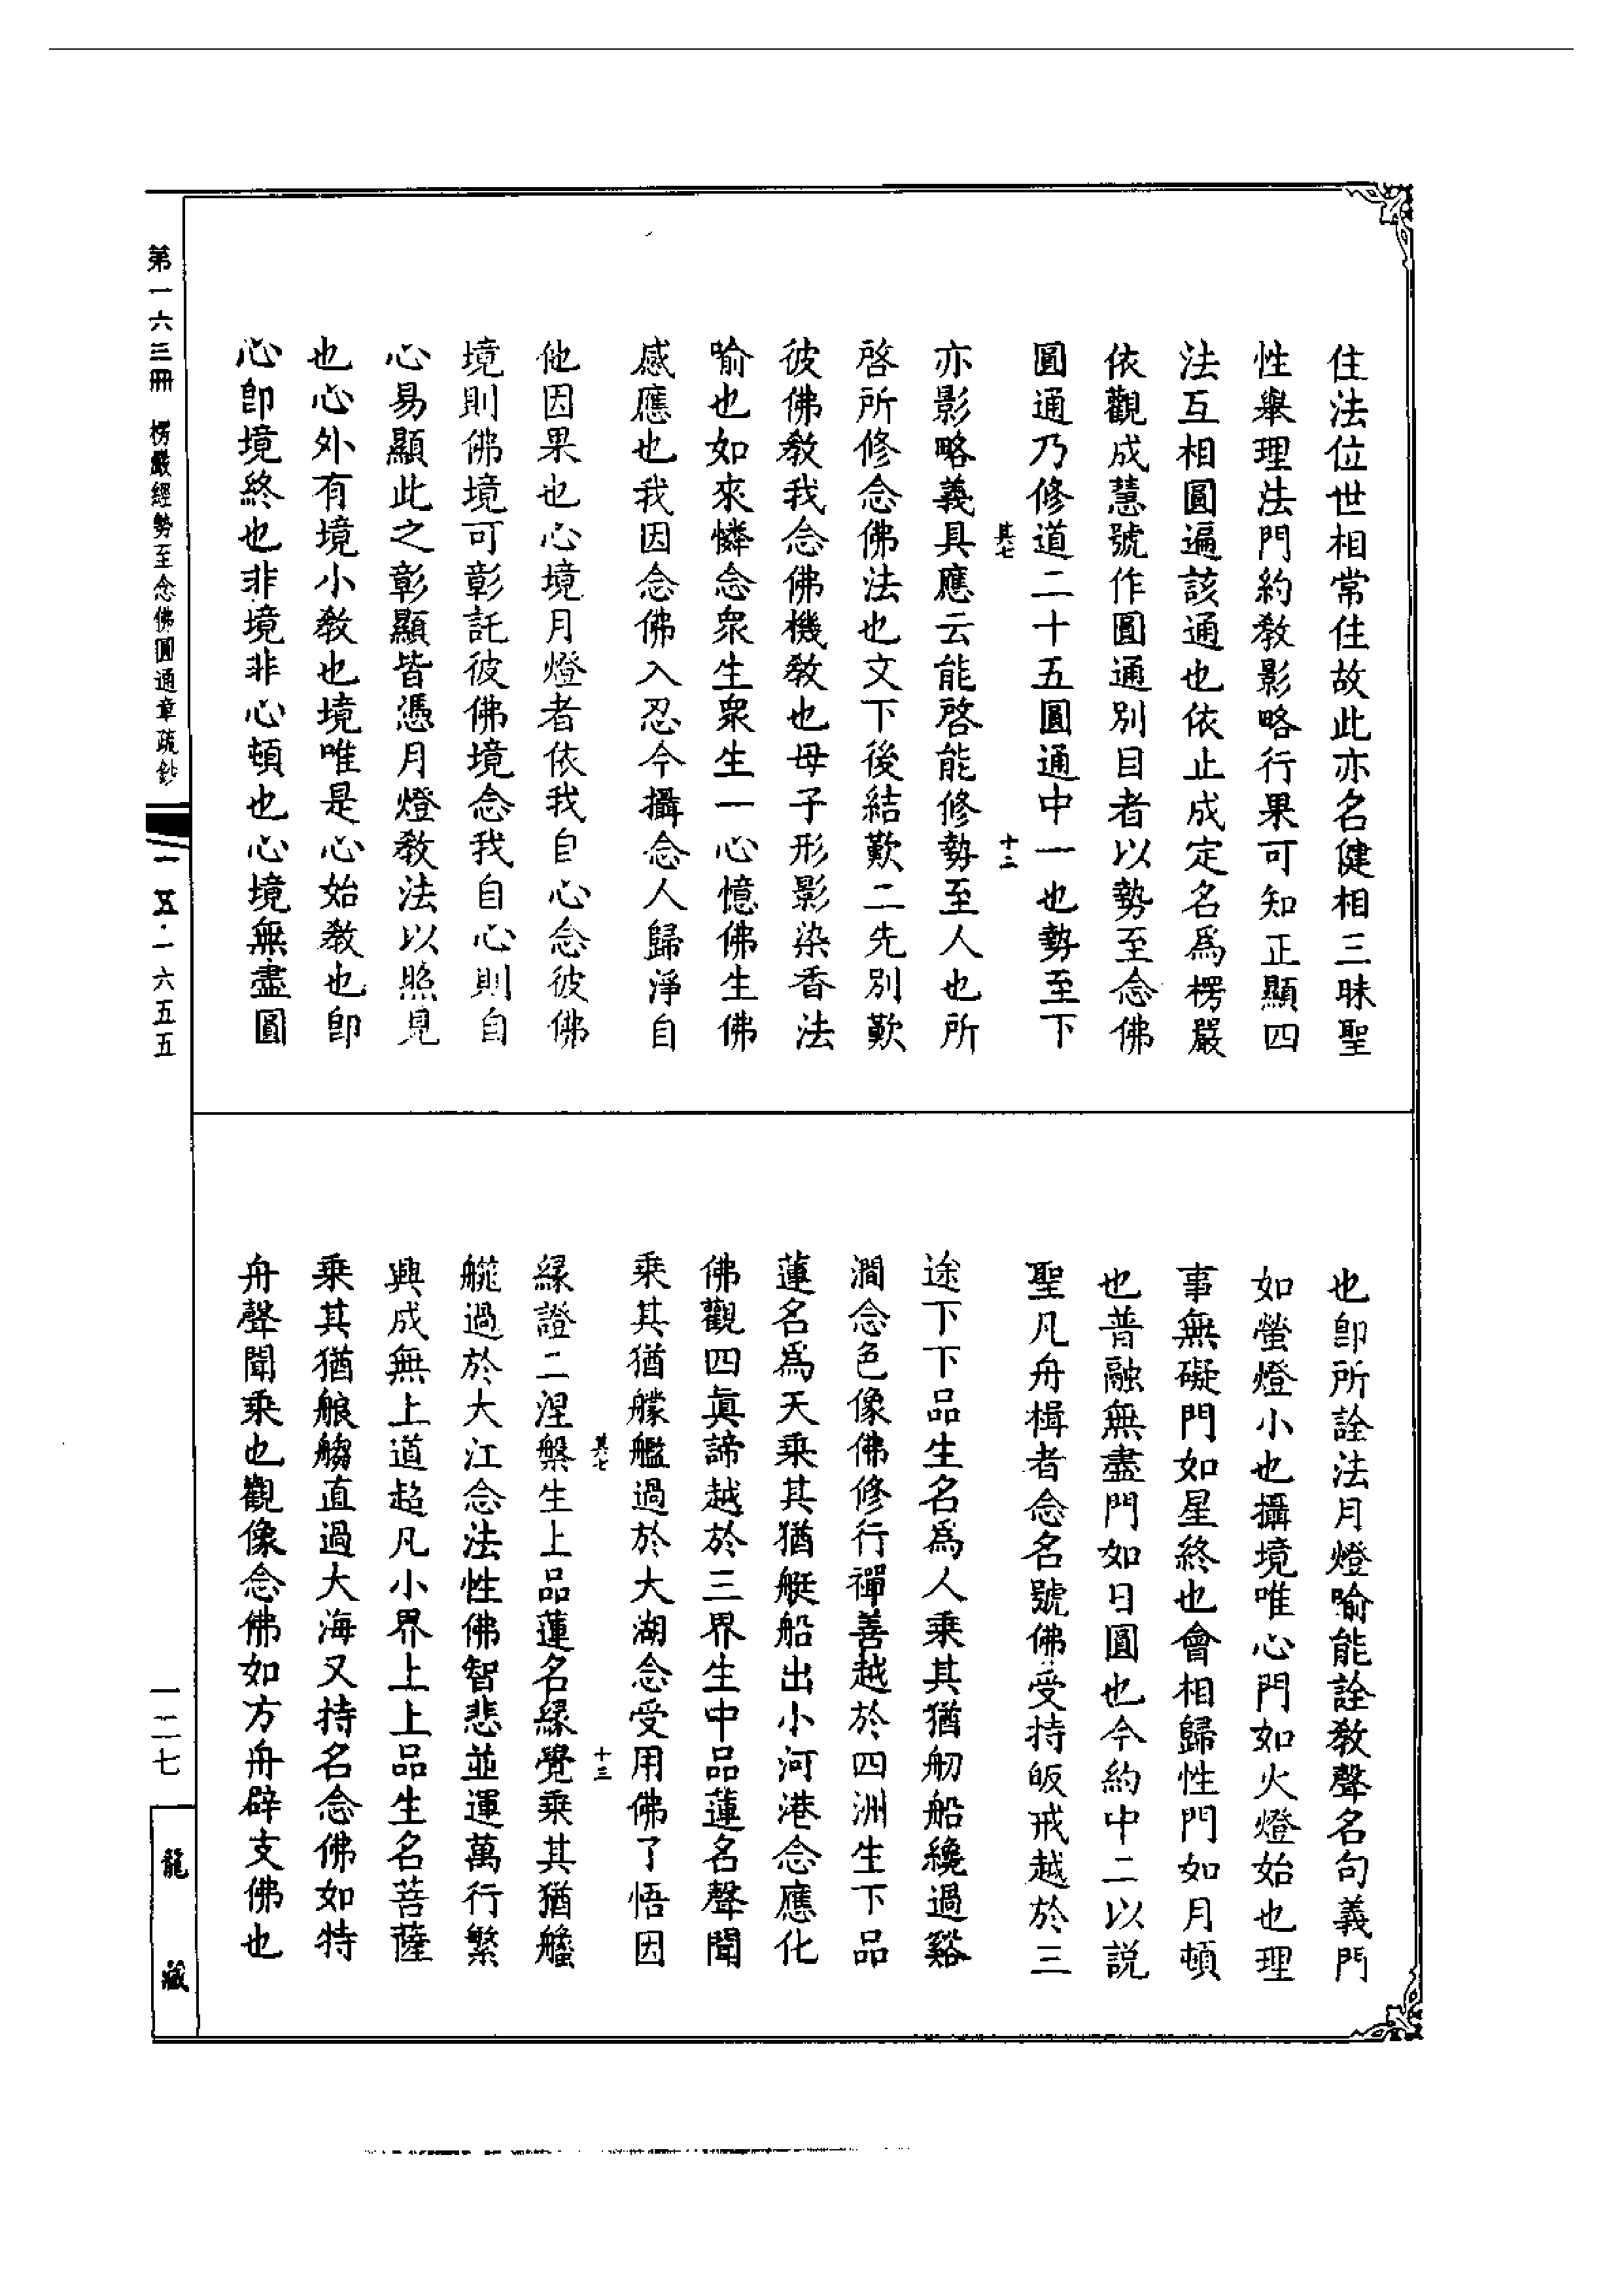 住法位世相常住故此亦名健相三昧聖
性舉理法門約教影略行果可知正顯四
法互相圓遍該通也依止成定名爲楞嚴
依觀成慧號作圓通別目者以勢至念佛
圓通乃修道二十五圓通中一也勢至下
其七 十二
亦影略義具應云能啓能修勢至人也所
啓所修念佛法也文下後結歎二先別歎
彼佛教我念佛機教也母子形影染香法
喻也如來憐念衆生衆生一心憶佛生佛
感應也我因念佛入忍今攝念人歸淨自
他因果也心境月燈者依我自心念彼佛
境則佛境可彰託彼佛境念我自心則自
心易顯此之彰顯皆憑月燈教法以照見
也心外有境小教也境唯是心始教也卽
心卽境終也非境非心頓也心境無盡圓
也卽所詮法月燈喻能詮教聲名句義門
如螢燈小也攝境唯心門如火燈始也理
事無礙門如星終也會相歸性門如月頓
也普融無盡門如日圓也今約中二以説
聖凡舟楫者念名號佛受持皈戒越於三
途下下品生名爲人乘其猶舠船纔過谿
澗念色像佛修行禪善越於四洲生下品
蓮名爲天乘其猶艇船出小河港念應化
佛觀四眞諦越於三界生中品蓮名聲聞
乘其猶艨艦過於大湖念受用佛了悟因
其七 十三
緣證二涅槃生上品蓮名緣覺乘其猶艫
艇過於大江念法性佛智悲並運萬行繁
興成無上道超凡小界上上品生名菩薩
乘其猶艆直過大海又持名念佛如特
舟聲聞乘也觀像念佛如方舟辟支佛也
第一六三冊 楞嚴經勢至念佛圓通章疏鈔
一五·一六五五
一二七
龍藏